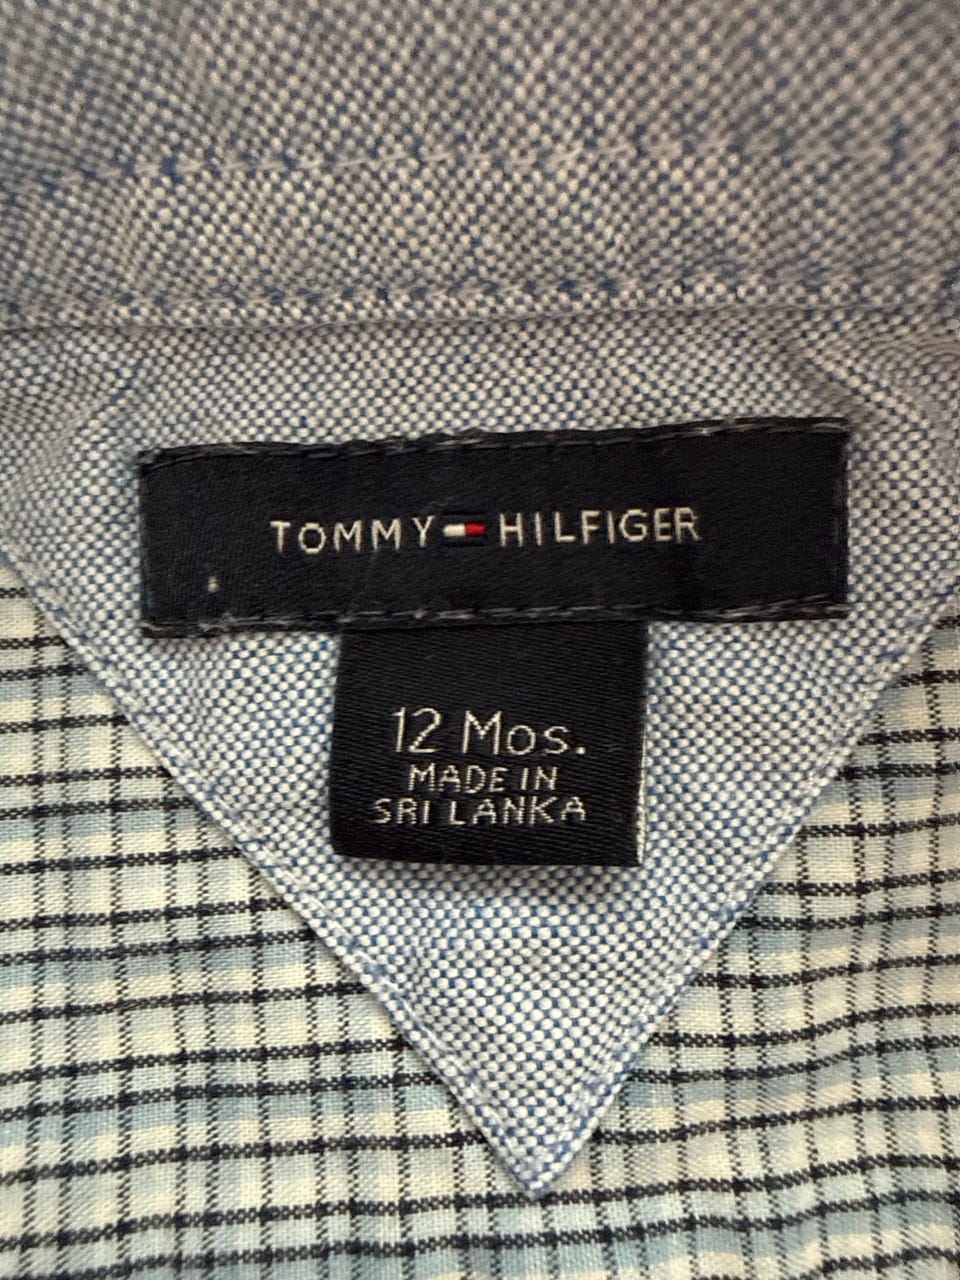 TOMMY HILFIGER
12 Mos.
MADE IN
SRI LANKA